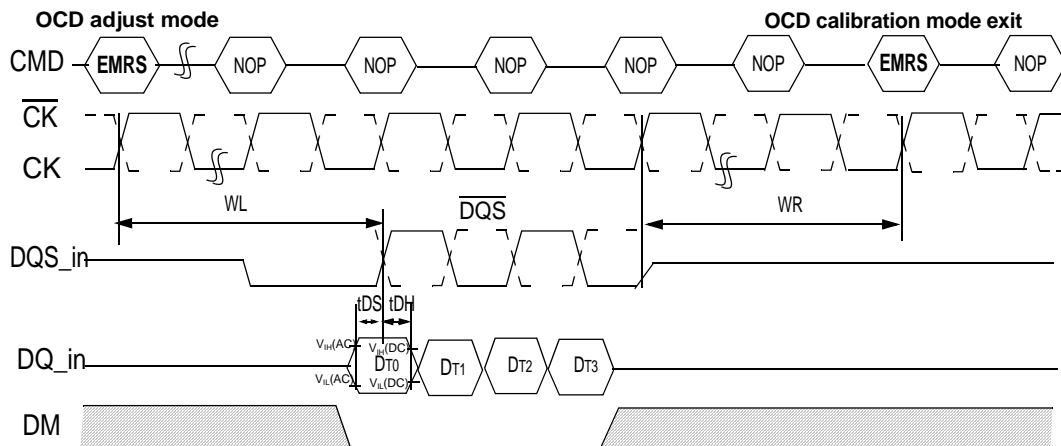 OCD adjust mode OCD calibration mode exit
CMD EMRS NOP NOP NOP NOP NOP EMRS NOP
CK
CK
WL DQS WR
DQS_in
tDS tDH
VIH(AC) VIH(DC)
DQ_in DT0 DT1 DT2 DT3
VIL(AC) VIL(DC)
DM